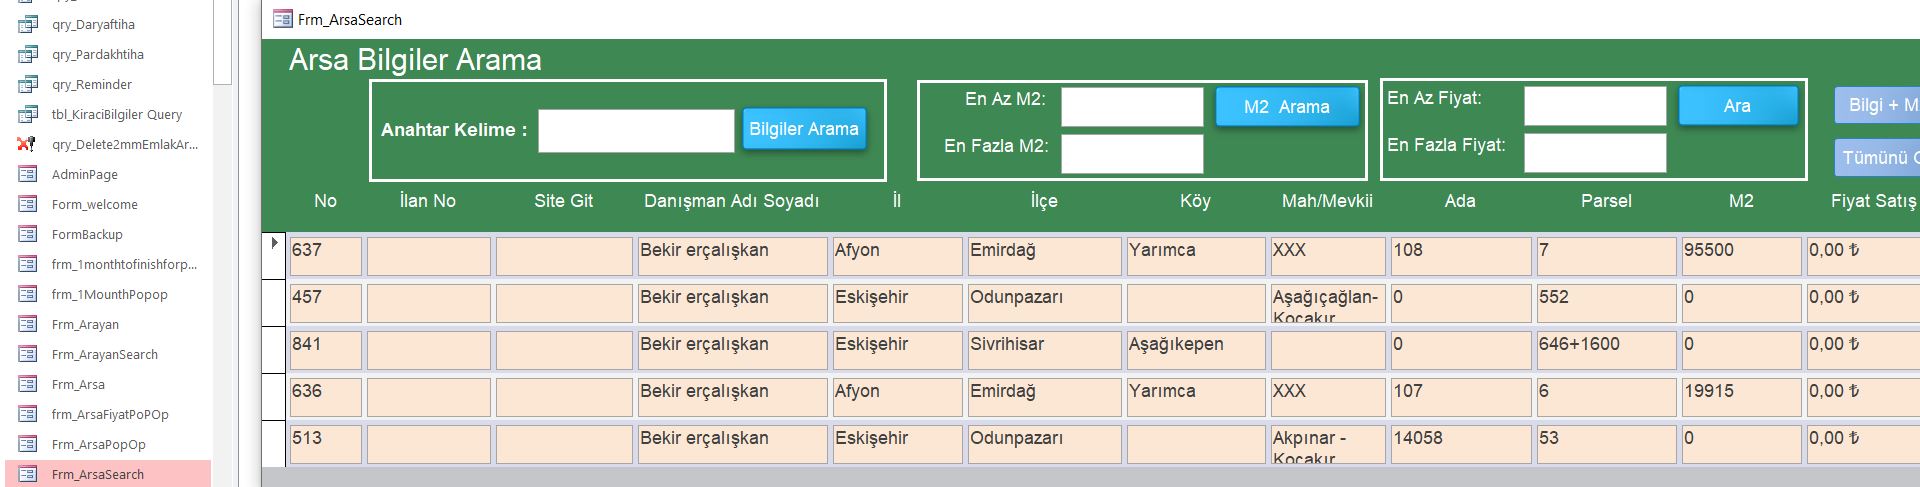 qry_Daryaftiha
qry_Pardakhtiha
qry_Reminder
tbl_KiraciBilgiler Query
qry_Delete2mmEmlakAr...
AdminPage
Form_welcome
FormBackup
frm_1monthtofinishforp...
frm_1MounthPopop
Frm_Arayan
Frm_ArayanSearch
Frm_Arsa
frm_ArsaFiyatPoPOp
Frm_ArsaPopOp
Frm_ArsaSearch
Frm_ArsaSearch
Arsa Bilgiler Arama
Anahtar Kelime : Bilgiler Arama
En Az M2: M2 Arama
En Fazla M2:
En Az Fiyat: Ara
En Fazla Fiyat:
Bilgi + M
Tümünü
No İlan No Site Git Danışman Adı Soyadı İl İlçe Köy Mah/Mevkii Ada Parsel M2 Fiyat Satış
637 Bekir erçalışkan Afyon Emirdağ Yarımca XXX 108 7 95500 0,00 ₺
457 Bekir erçalışkan Eskişehir Odunpazarı Aşağıçağlan- 0 552 0 0,00 ₺
Kocakır
841 Bekir erçalışkan Eskişehir Sivrihisar Aşağıkepen 0 646+1600 0 0,00 ₺
636 Bekir erçalışkan Afyon Emirdağ Yarımca XXX 107 6 19915 0,00 ₺
513 Bekir erçalışkan Eskişehir Odunpazarı Akpınar - 14058 53 0 0,00 ₺
Kocakır